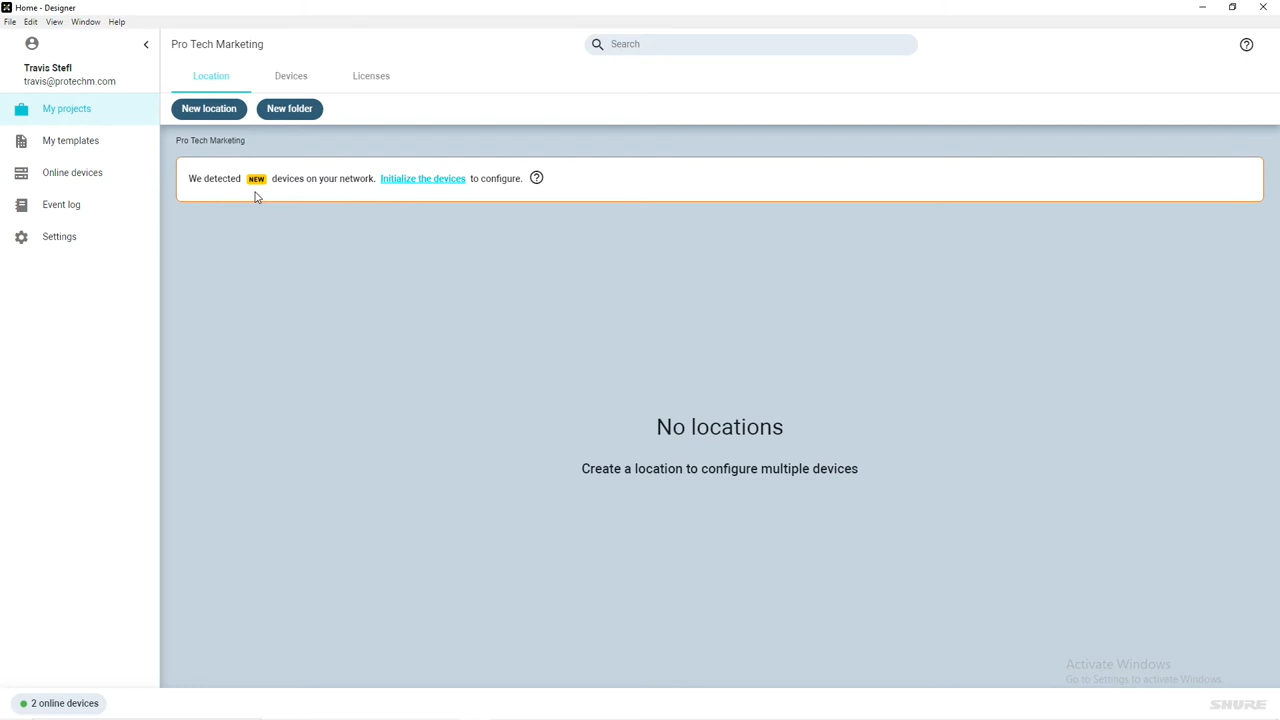 Home - Designer
File Edit View Window Help
Travis Stefl
travis@protechm.com
My projects
My templates
Online devices
Event log
Settings
2 online devices
Pro Tech Marketing
Search
Location Devices Licenses
New location New folder
Pro Tech Marketing
We detected NEW devices on your network. Initialize the devices to configure.
No locations
Create a location to configure multiple devices
Activate Windows
Go to Settings to activate Windows.
SHURE